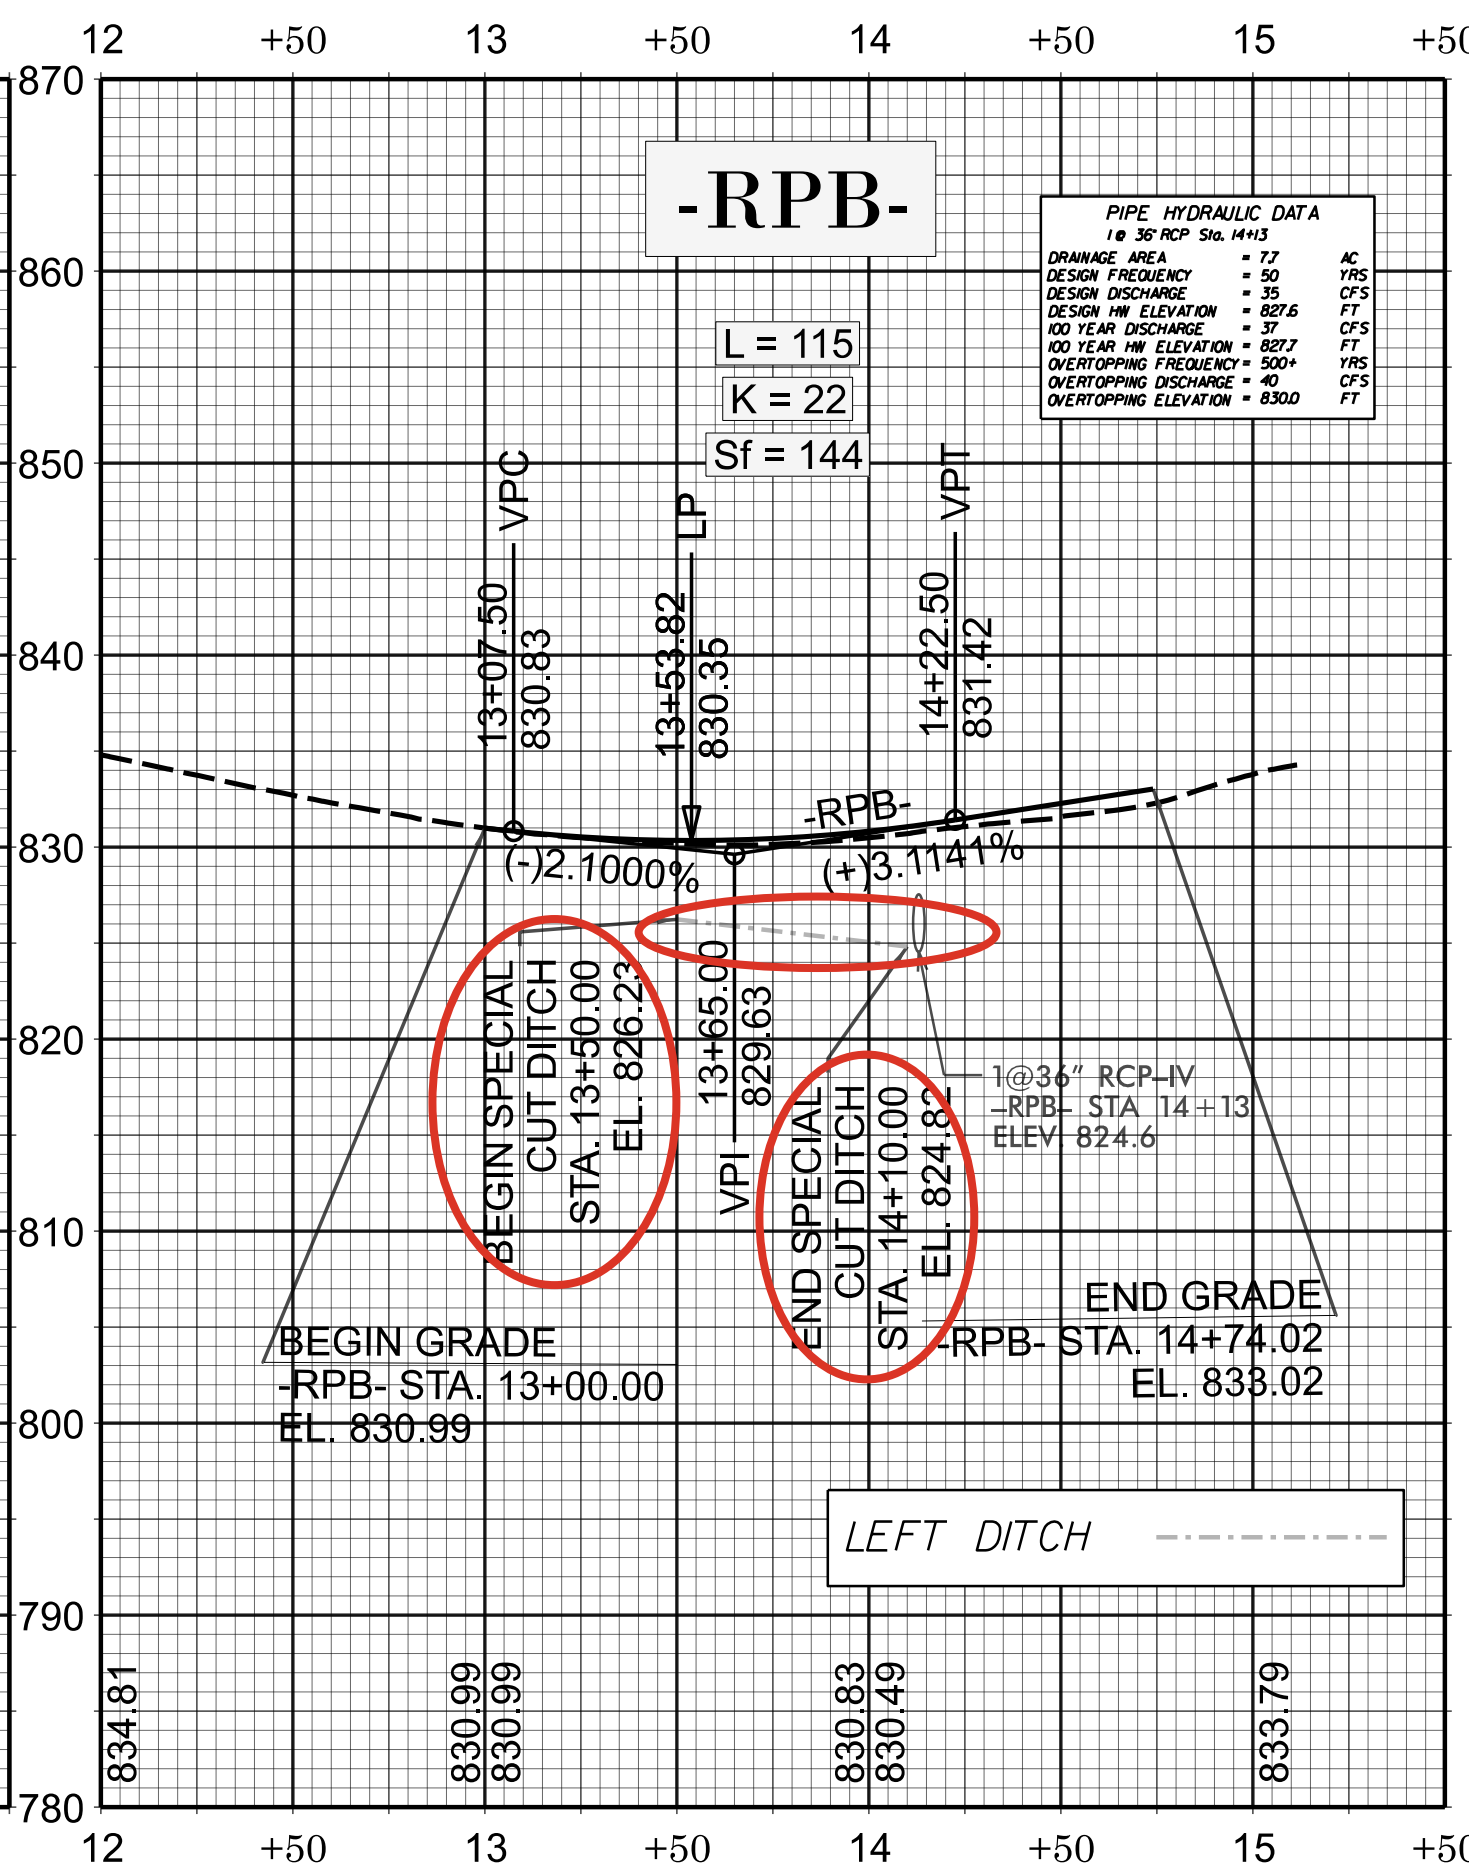 12 +50 13 +50 14 +50 15 +50
870
860
850
840
830
820
810
800
790
780
-RPB-
PIPE HYDRAULIC DATA
1 @ 36" RCP Sta. 14+13
DRAINAGE AREA = 7.7 AC
DESIGN FREQUENCY = 50 YRS
DESIGN DISCHARGE = 35 CFS
DESIGN HW ELEVATION = 827.6 FT
100 YEAR DISCHARGE = 37 CFS
100 YEAR HW ELEVATION = 827.7 FT
OVERTOPPING FREQUENCY = 500+ YRS
OVERTOPPING DISCHARGE = 40 CFS
OVERTOPPING ELEVATION = 830.0 FT
L = 115
K = 22
Sf = 144
VPC
13+07.50
830.83
LP
13+53.82
830.35
VPT
14+22.50
831.42
-RPB-
(-)2.1000%
(+)3.1141%
BEGIN SPECIAL
CUT DITCH
STA. 13+50.00
EL. 826.23
13+65.00
829.63
VPI
END SPECIAL
CUT DITCH
STA. 14+10.00
EL. 824.82
1@36" RCP-IV
-RPB- STA 14+13
ELEV. 824.6
BEGIN GRADE
-RPB- STA. 13+00.00
EL. 830.99
END GRADE
-RPB- STA. 14+74.02
EL. 833.02
LEFT DITCH
834.81
830.99
830.99
830.83
830.49
833.79
12 +50 13 +50 14 +50 15 +50